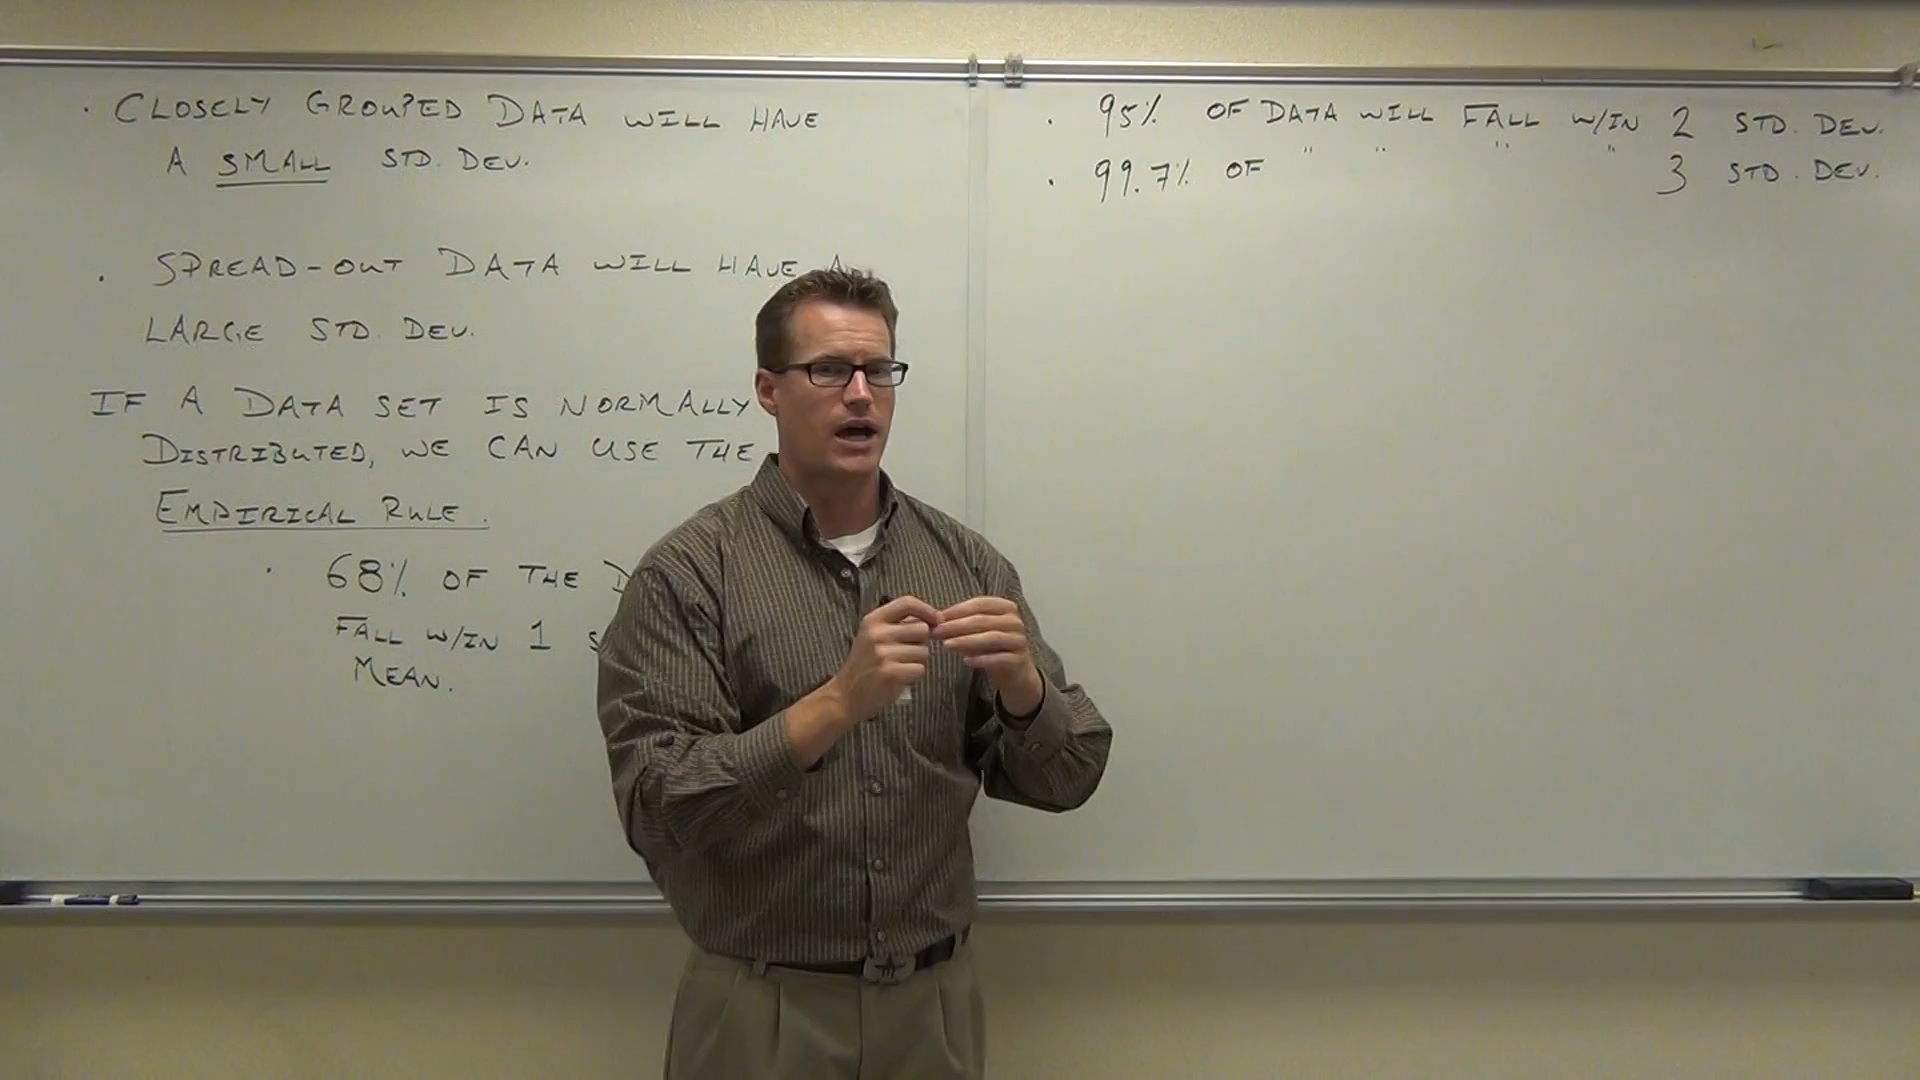 · CLOSELY GROUPED DATA WILL HAVE
A SMALL STD. DEV.
· SPREAD-OUT DATA WILL HAVE A
LARGE STD. DEV.
IF A DATA SET IS NORMALLY
DISTRIBUTED, WE CAN USE THE
EMPIRICAL RULE.
· 68% OF THE
FALL W/IN 1
MEAN.
· 95% OF DATA WILL FALL W/IN 2 STD. DEV.
· 99.7% OF " " " " 3 STD. DEV.